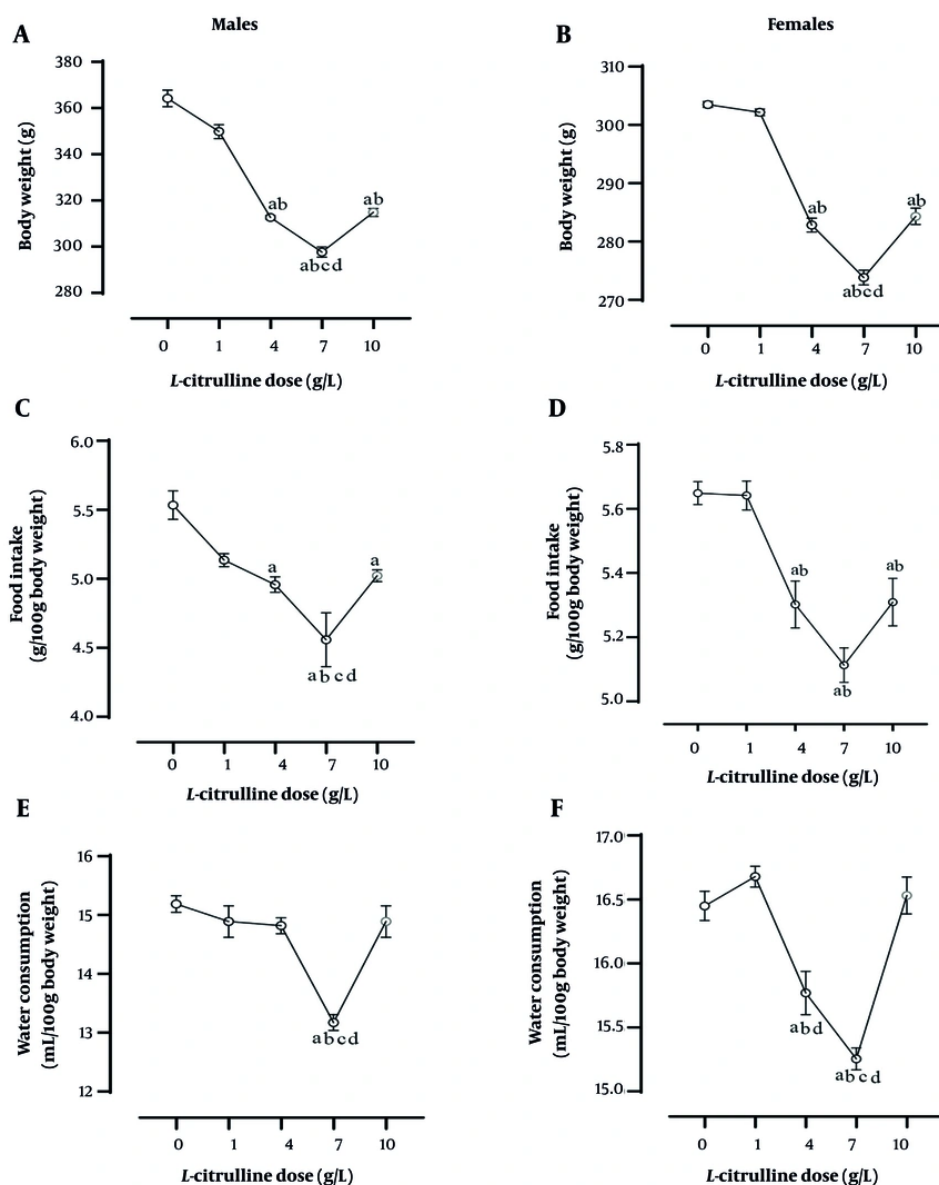 Males
Females
A
B
Body weight (g)
380
360
340
320
300
280
ab
ab
abcd
0 1 4 7 10
L-citrulline dose (g/L)
Body weight (g)
310
300
290
280
270
ab
ab
abcd
0 1 4 7 10
L-citrulline dose (g/L)
C
D
Food intake
(g/100g body weight)
6.0
5.5
5.0
4.5
4.0
a
a
abcd
0 1 4 7 10
L-citrulline dose (g/L)
Food intake
(g/100g body weight)
5.8
5.6
5.4
5.2
5.0
ab
ab
ab
0 1 4 7 10
L-citrulline dose (g/L)
E
F
Water consumption
(mL/100g body weight)
16
15
14
13
12
abcd
0 1 4 7 10
L-citrulline dose (g/L)
Water consumption
(mL/100g body weight)
17.0
16.5
16.0
15.5
15.0
abd
abcd
0 1 4 7 10
L-citrulline dose (g/L)